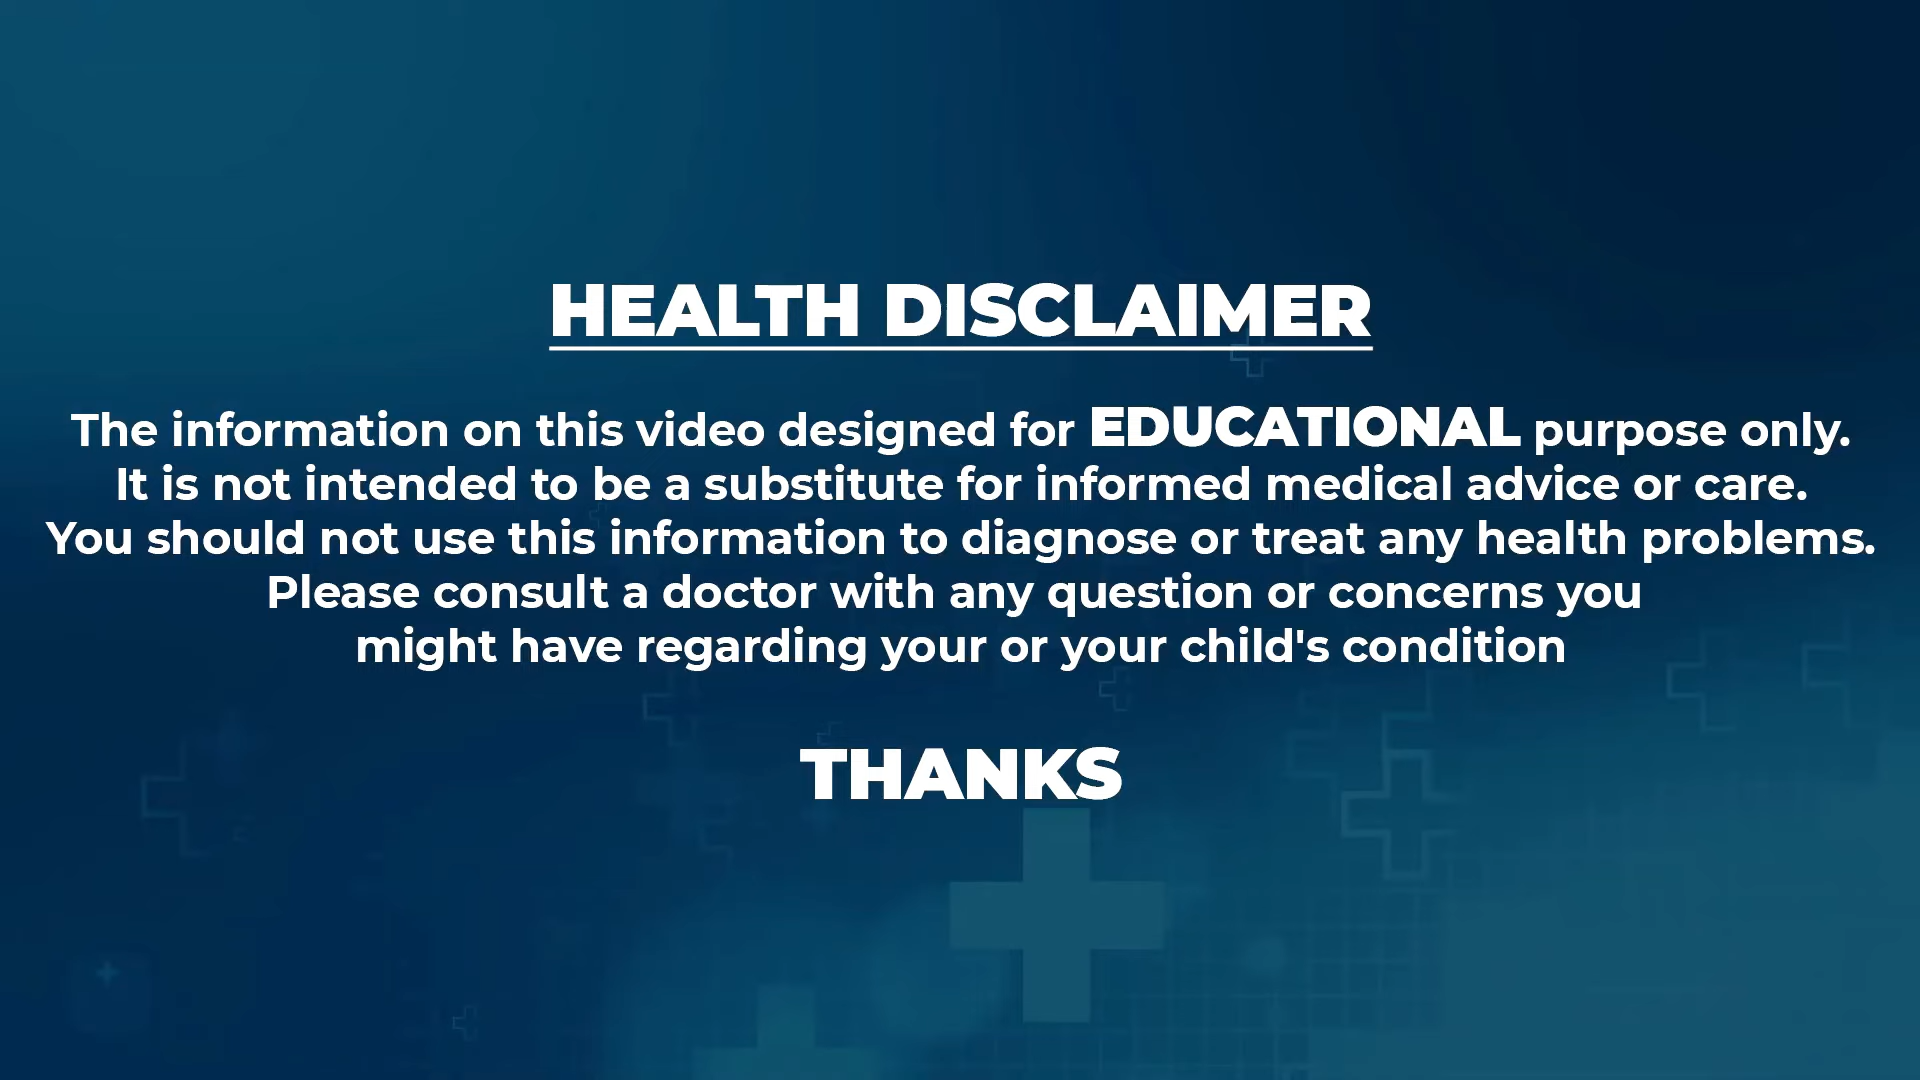 HEALTH DISCLAIMER
The information on this video designed for EDUCATIONAL purpose only.
It is not intended to be a substitute for informed medical advice or care.
You should not use this information to diagnose or treat any health problems.
Please consult a doctor with any question or concerns you
might have regarding your or your child's condition
THANKS